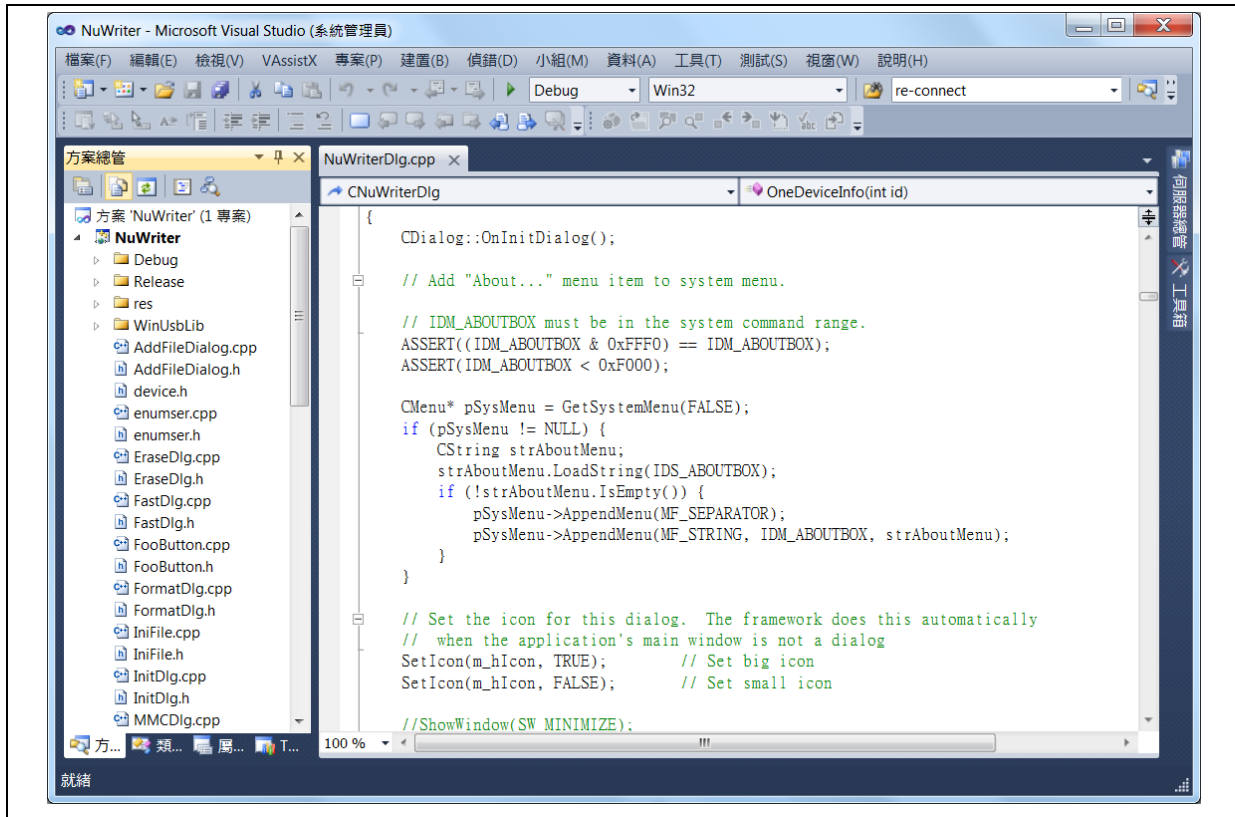 NuWriter - Microsoft Visual Studio (系統管理員)
檔案(F) 編輯(E) 檢視(V) VAssistX 專案(P) 建置(B) 偵錯(D) 小組(M) 資料(A) 工具(T) 測試(S) 視窗(W) 說明(H)
Debug Win32 re-connect
方案總管
方案 'NuWriter' (1 專案)
NuWriter
Debug
Release
res
WinUsbLib
AddFileDialog.cpp
AddFileDialog.h
device.h
enumser.cpp
enumser.h
EraseDlg.cpp
EraseDlg.h
FastDlg.cpp
FastDlg.h
FooButton.cpp
FooButton.h
FormatDlg.cpp
FormatDlg.h
IniFile.cpp
IniFile.h
InitDlg.cpp
InitDlg.h
MMCDlg.cpp
方... 類... 屬... T...
NuWriterDlg.cpp
CNuWriterDlg OneDeviceInfo(int id)
{
CDialog::OnInitDialog();
// Add "About..." menu item to system menu.
// IDM_ABOUTBOX must be in the system command range.
ASSERT((IDM_ABOUTBOX & 0xFFF0) == IDM_ABOUTBOX);
ASSERT(IDM_ABOUTBOX < 0xF000);
CMenu* pSysMenu = GetSystemMenu(FALSE);
if (pSysMenu != NULL) {
CString strAboutMenu;
strAboutMenu.LoadString(IDS_ABOUTBOX);
if (!strAboutMenu.IsEmpty()) {
pSysMenu->AppendMenu(MF_SEPARATOR);
pSysMenu->AppendMenu(MF_STRING, IDM_ABOUTBOX, strAboutMenu);
}
}
// Set the icon for this dialog.  The framework does this automatically
//  when the application's main window is not a dialog
SetIcon(m_hIcon, TRUE);        // Set big icon
SetIcon(m_hIcon, FALSE);       // Set small icon
//ShowWindow(SW_MINIMIZE);
100 %
伺服器總管
工具箱
就緒